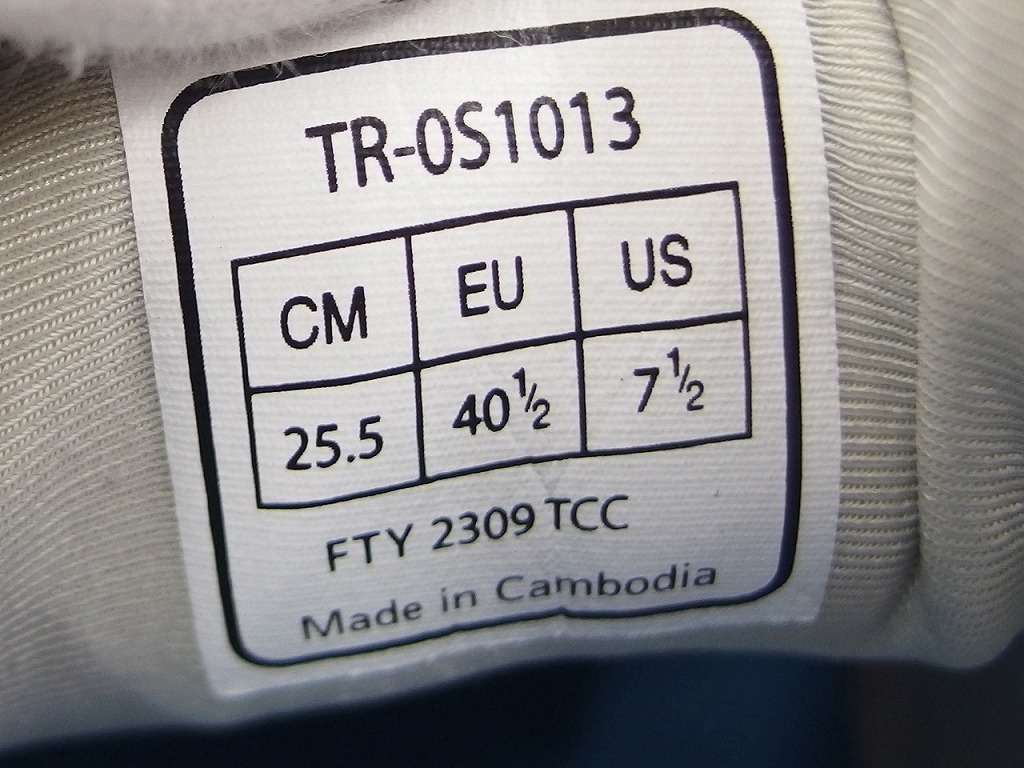 TR-0S1013
CM EU US
25.5 40½ 7½
FTY 2309 TCC
Made in Cambodia